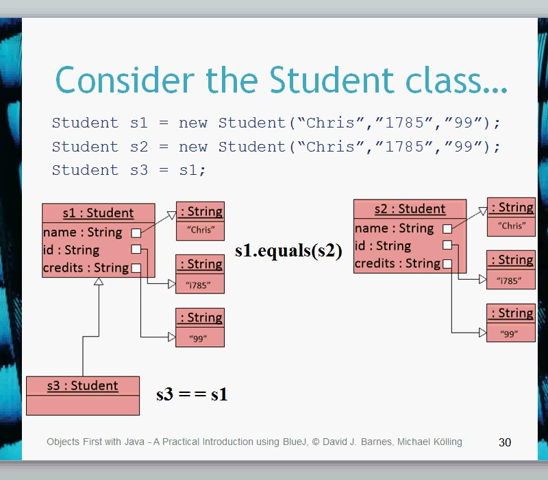 Consider the Student class…
Student s1 = new Student(“Chris”,”1785”,”99”);
Student s2 = new Student(“Chris”,”1785”,”99”);
Student s3 = s1;
s1 : Student
name : String
id : String
credits : String
: String
“Chris”
: String
“1785”
: String
“99”
s1.equals(s2)
s2 : Student
name : String
id : String
credits : String
: String
“Chris”
: String
“1785”
: String
“99”
s3 : Student
s3 = = s1
Objects First with Java - A Practical Introduction using BlueJ, © David J. Barnes, Michael Kölling
30